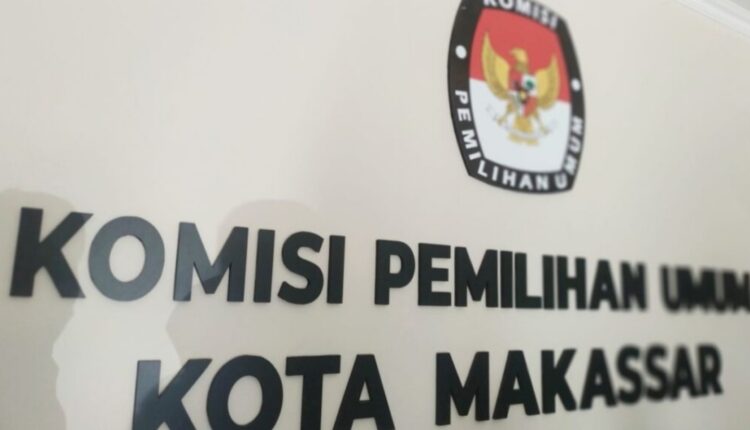 KOMISI
PEMILIHAN UMUM
KOMISI PEMILIHAN UMUM
KOTA MAKASSAR